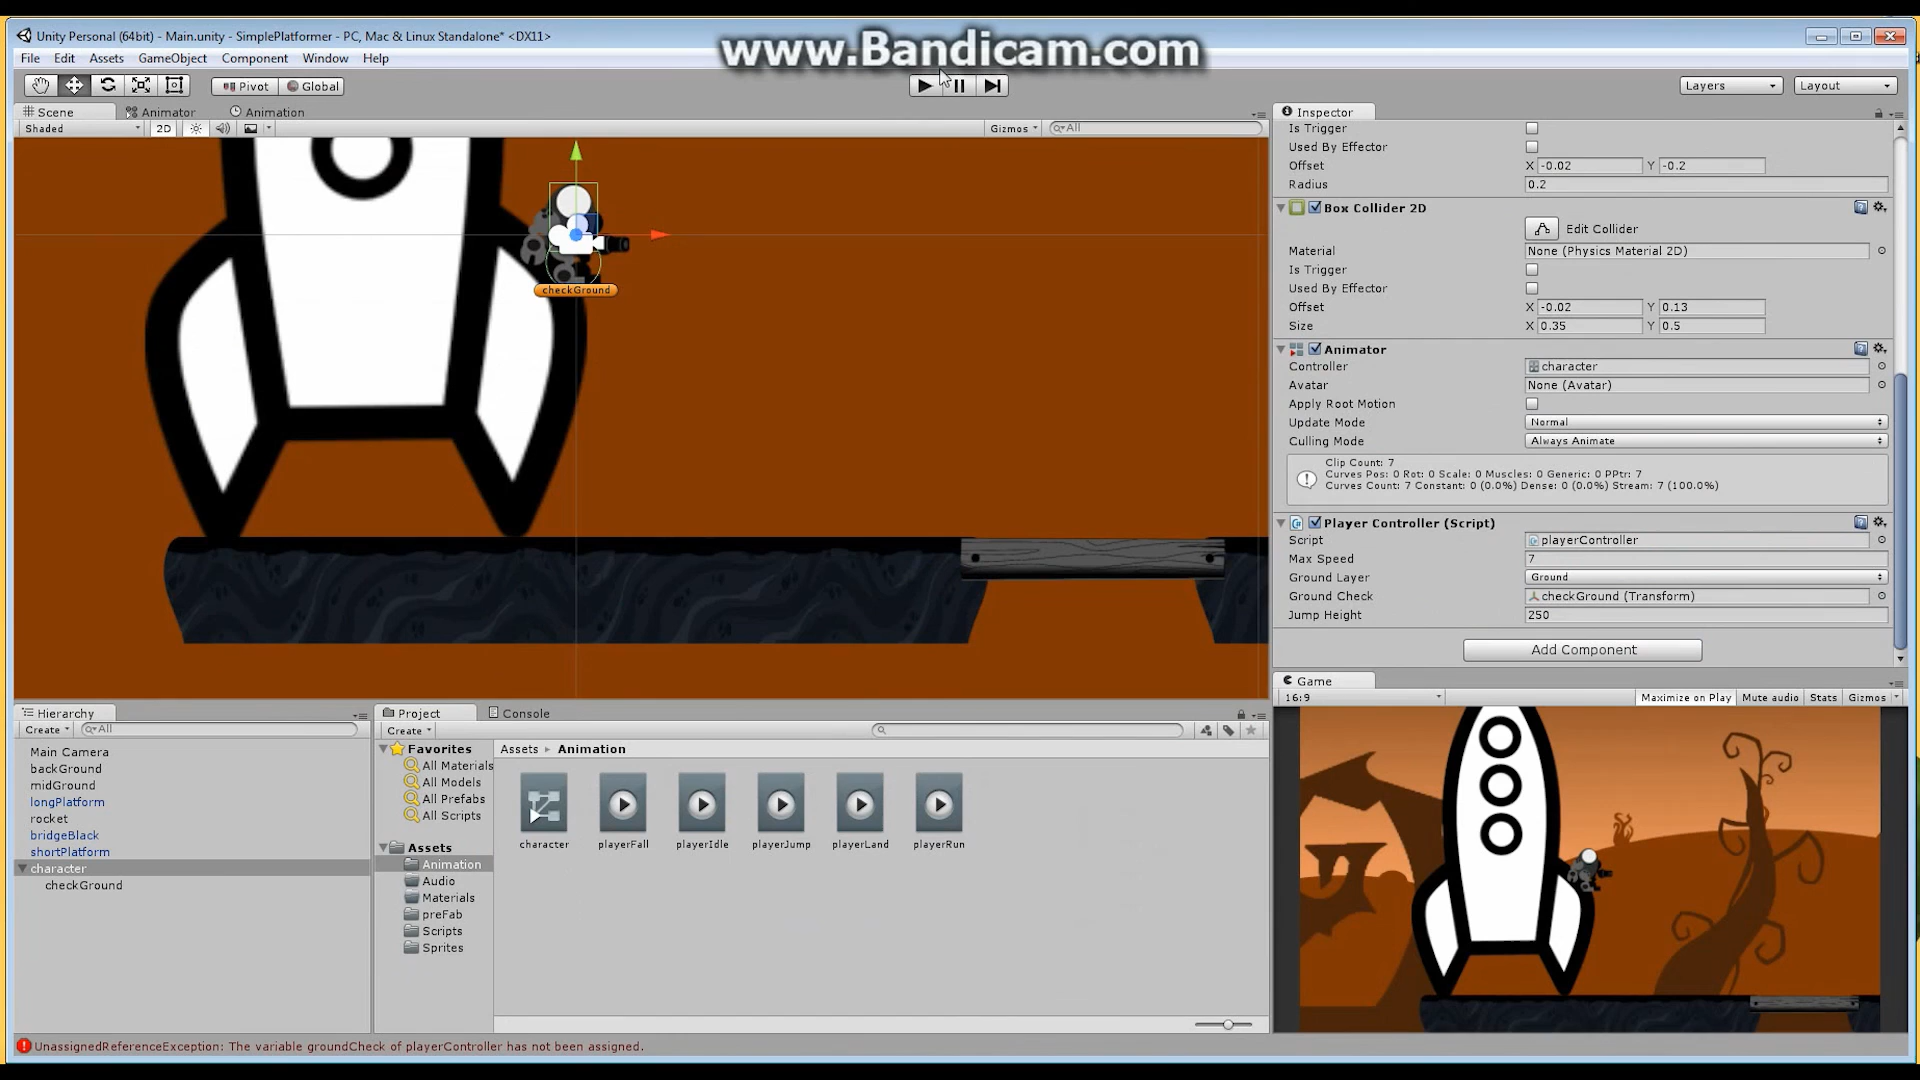 Unity Personal (64bit) - Main.unity - SimplePlatformer - PC, Mac & Linux Standalone* <DX11>
www.Bandicam.com
File Edit Assets GameObject Component Window Help
Pivot Global
Layers Layout
Scene Animator Animation
Shaded 2D Gizmos All
checkGround
Inspector
Is Trigger
Used By Effector
Offset X -0.02 Y -0.2
Radius 0.2
Box Collider 2D
Edit Collider
Material None (Physics Material 2D)
Is Trigger
Used By Effector
Offset X -0.02 Y 0.13
Size X 0.35 Y 0.5
Animator
Controller character
Avatar None (Avatar)
Apply Root Motion
Update Mode Normal
Culling Mode Always Animate
Clip Count: 7
Curves Pos: 0 Rot: 0 Scale: 0 Muscles: 0 Generic: 0 PPtr: 7
Curves Count: 7 Constant: 0 (0.0%) Dense: 0 (0.0%) Stream: 7 (100.0%)
Player Controller (Script)
Script playerController
Max Speed 7
Ground Layer Ground
Ground Check checkGround (Transform)
Jump Height 250
Add Component
Game
16:9 Maximize on Play Mute audio Stats Gizmos
Hierarchy
Create All
Main Camera
backGround
midGround
longPlatform
rocket
bridgeBlack
shortPlatform
character
checkGround
Project Console
Create
Favorites
All Materials
All Models
All Prefabs
All Scripts
Assets
Animation
Audio
Materials
preFab
Scripts
Sprites
Assets Animation
character playerFall playerIdle playerJump playerLand playerRun
UnassignedReferenceException: The variable groundCheck of playerController has not been assigned.